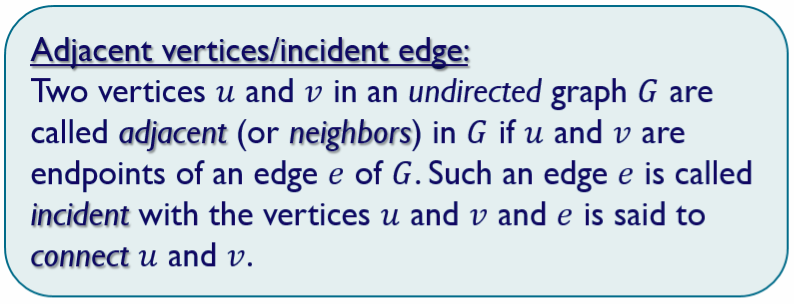 Adjacent vertices/incident edge:
Two vertices 𝑢 and 𝑣 in an undirected graph 𝐺 are
called adjacent (or neighbors) in 𝐺 if 𝑢 and 𝑣 are
endpoints of an edge 𝑒 of 𝐺. Such an edge 𝑒 is called
incident with the vertices 𝑢 and 𝑣 and 𝑒 is said to
connect 𝑢 and 𝑣.